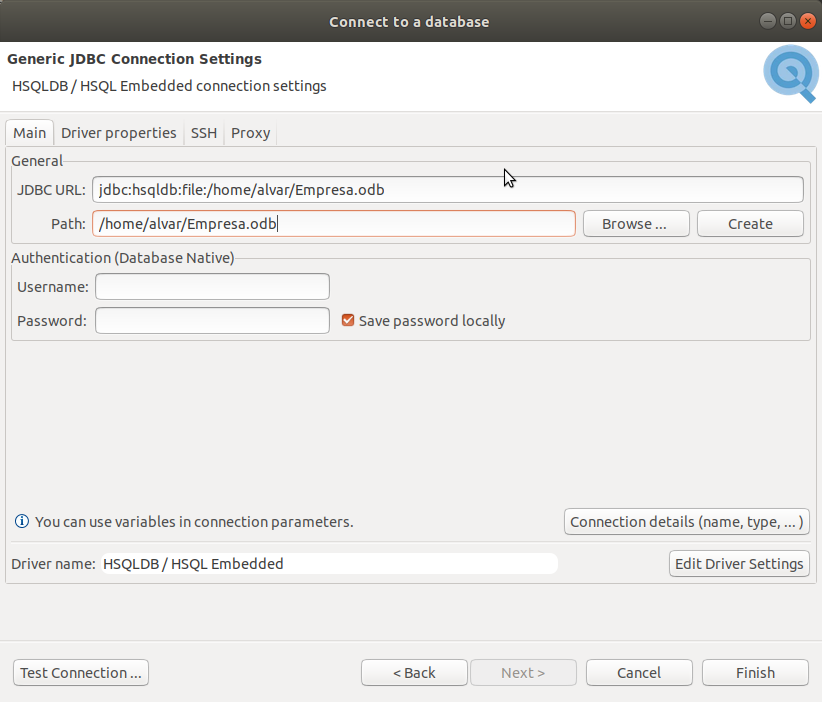 Connect to a database
Generic JDBC Connection Settings
HSQLDB / HSQL Embedded connection settings
Main Driver properties SSH Proxy
General
JDBC URL: jdbc:hsqldb:file:/home/alvar/Empresa.odb
Path: /home/alvar/Empresa.odb Browse ... Create
Authentication (Database Native)
Username:
Password: Save password locally
You can use variables in connection parameters. Connection details (name, type, ... )
Driver name: HSQLDB / HSQL Embedded Edit Driver Settings
Test Connection ... < Back Next > Cancel Finish